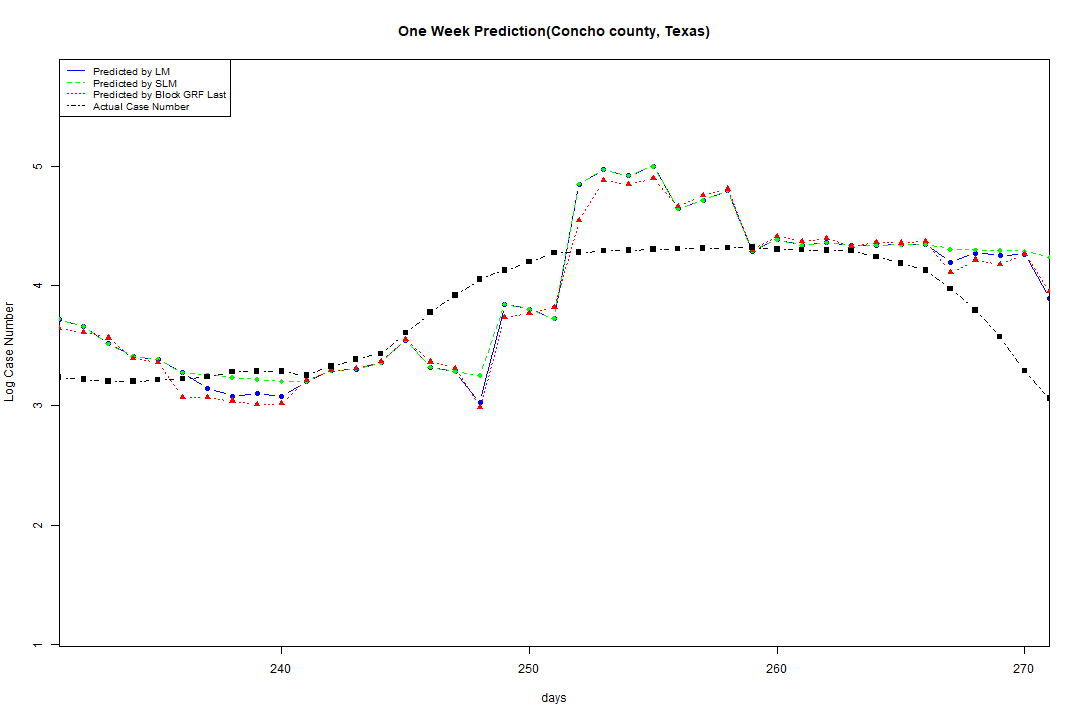 One Week Prediction(Concho county, Texas)
Predicted by LM
Predicted by SLM
Predicted by Block GRF Last
Actual Case Number
Log Case Number
5
4
3
2
1
240
250
260
270
days